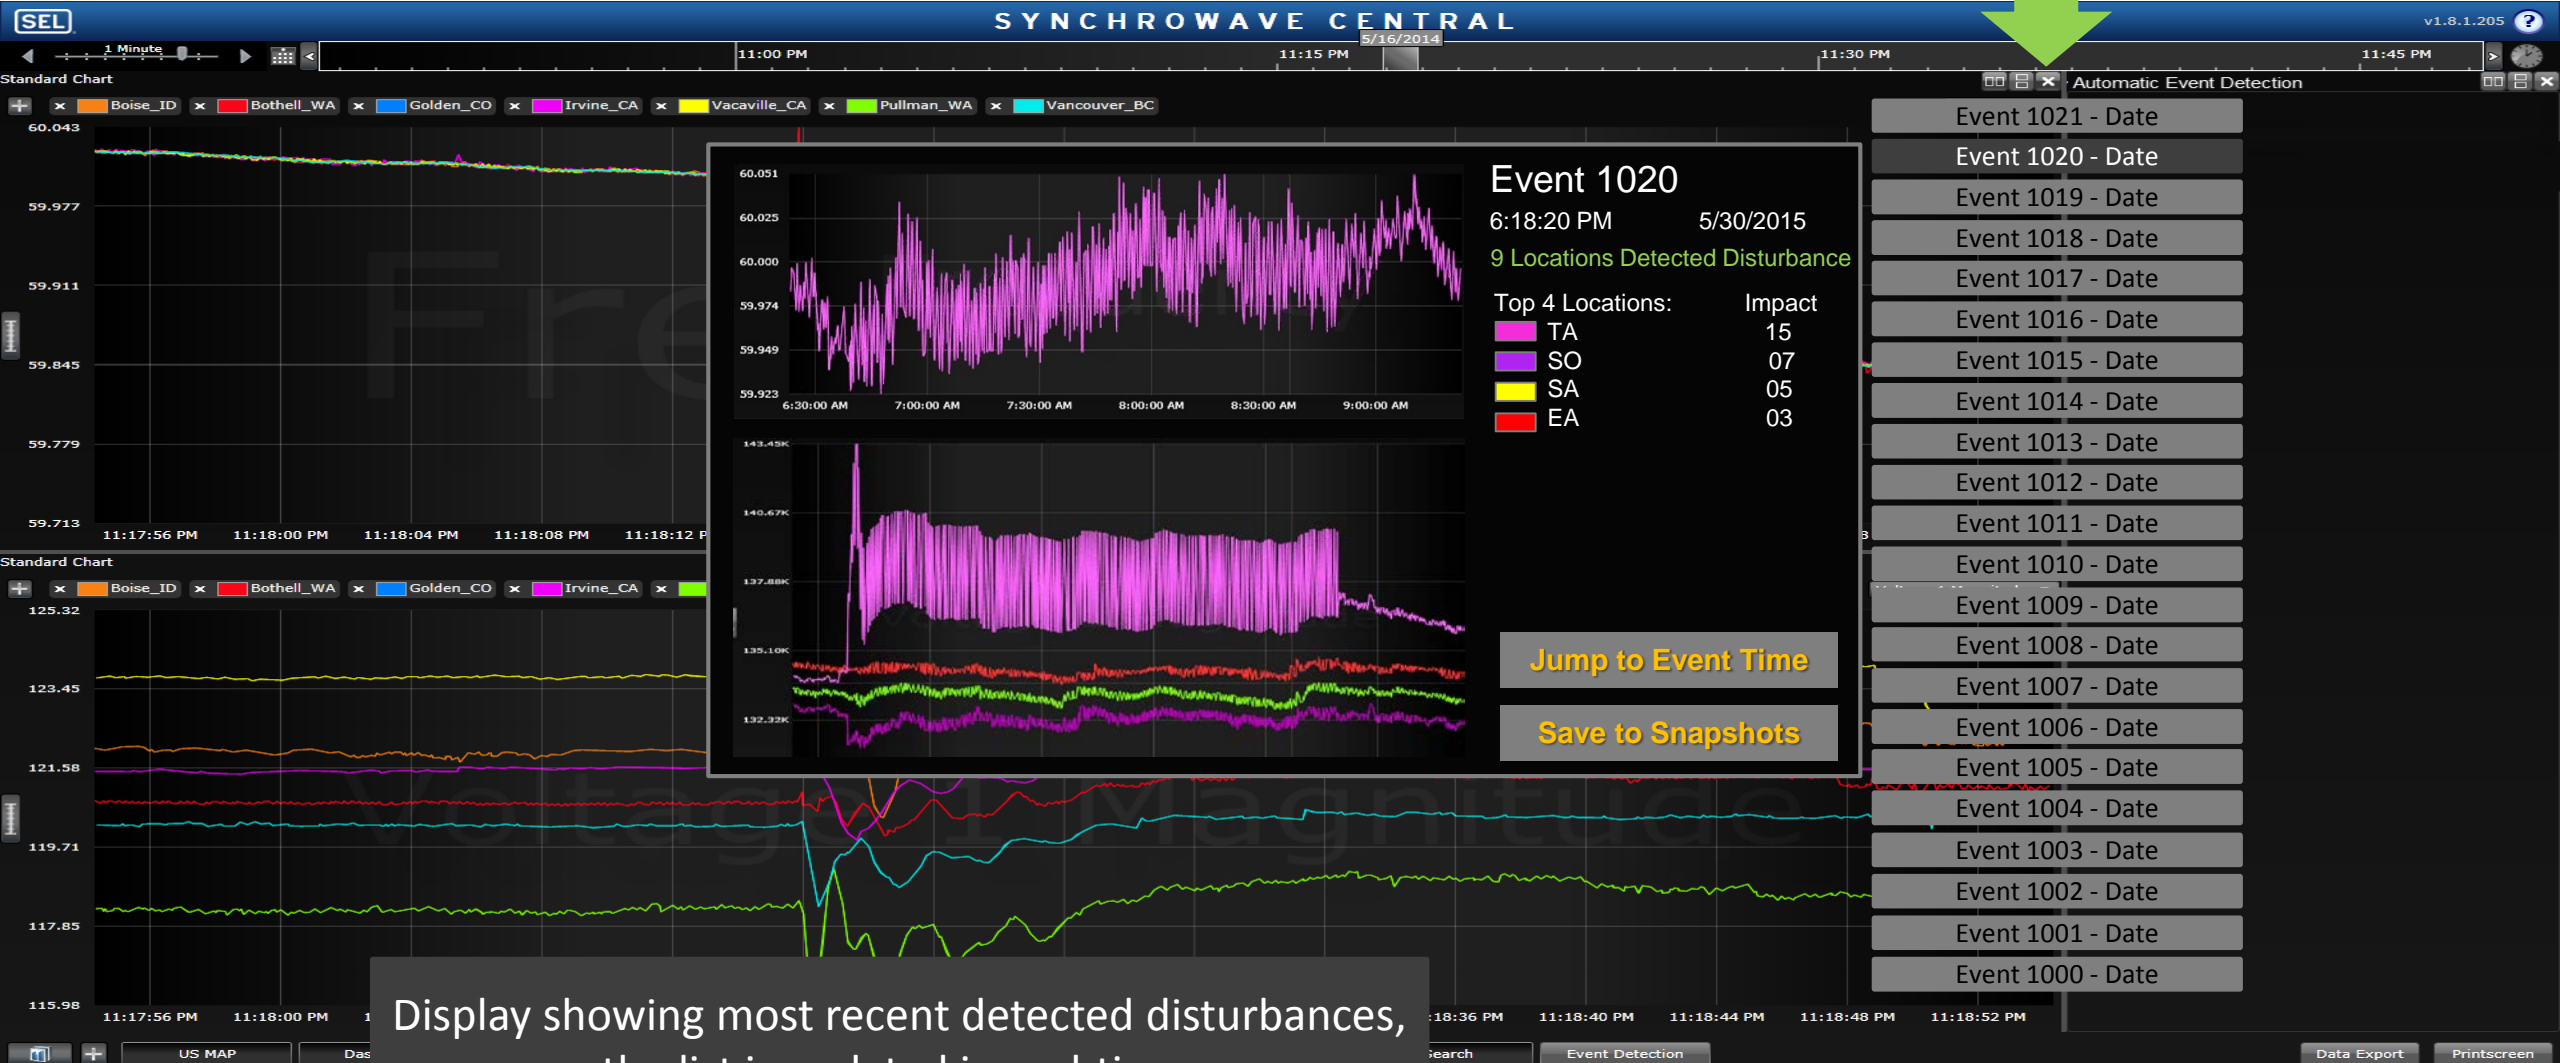 SEL
SYNCHROWAVE CENTRAL
v1.8.1.205 ?
1 Minute
5/16/2014
11:00 PM 11:15 PM 11:30 PM 11:45 PM
Standard Chart
Automatic Event Detection
Boise_ID Bothell_WA Golden_CO Irvine_CA Vacaville_CA Pullman_WA Vancouver_BC
60.043
59.977
59.911
59.845
59.779
59.713
11:17:56 PM 11:18:00 PM 11:18:04 PM 11:18:08 PM 11:18:12 P
Fre
60.051
60.025
60.000
59.974
59.949
59.923
6:30:00 AM 7:00:00 AM 7:30:00 AM 8:00:00 AM 8:30:00 AM 9:00:00 AM
143.45K
140.67K
137.88K
135.10K
132.32K
Event 1020
6:18:20 PM 5/30/2015
9 Locations Detected Disturbance
Top 4 Locations: Impact
TA 15
SO 07
SA 05
EA 03
Jump to Event Time
Save to Snapshots
Event 1021 - Date
Event 1020 - Date
Event 1019 - Date
Event 1018 - Date
Event 1017 - Date
Event 1016 - Date
Event 1015 - Date
Event 1014 - Date
Event 1013 - Date
Event 1012 - Date
Event 1011 - Date
Event 1010 - Date
Event 1009 - Date
Event 1008 - Date
Event 1007 - Date
Event 1006 - Date
Event 1005 - Date
Event 1004 - Date
Event 1003 - Date
Event 1002 - Date
Event 1001 - Date
Event 1000 - Date
Standard Chart
Boise_ID Bothell_WA Golden_CO Irvine_CA
125.32
123.45
121.58
119.71
117.85
115.98
Voltage 1 Magnitude
11:17:56 PM 11:18:00 PM 1 :18:36 PM 11:18:40 PM 11:18:44 PM 11:18:48 PM 11:18:52 PM
Display showing most recent detected disturbances,
US MAP Das Search Event Detection Data Export Printscreen